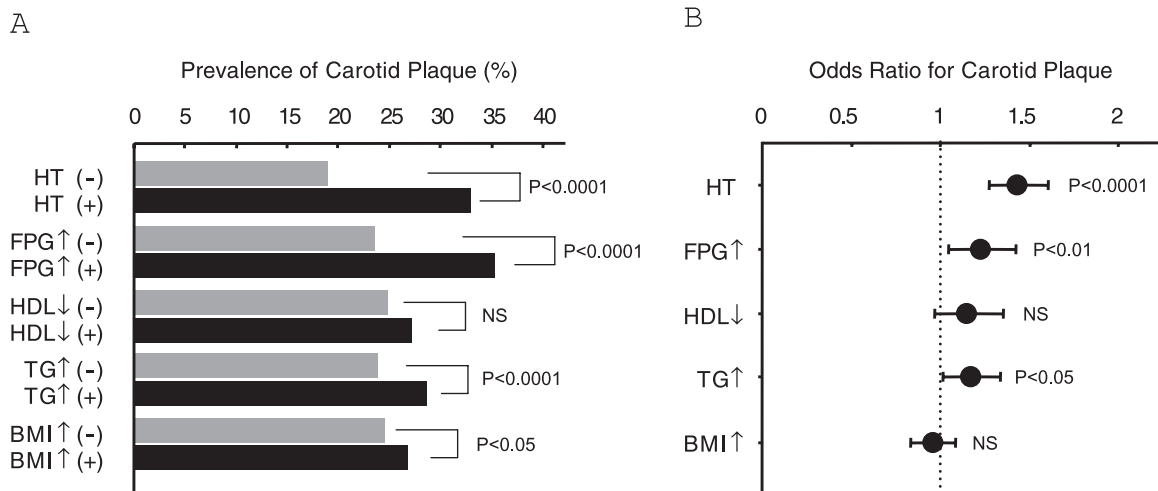 A
Prevalence of Carotid Plaque (%)
0 5 10 15 20 25 30 35 40
HT (-)
HT (+)
P<0.0001
FPG↑ (-)
FPG↑ (+)
P<0.0001
HDL↓ (-)
HDL↓ (+)
NS
TG↑ (-)
TG↑ (+)
P<0.0001
BMI↑ (-)
BMI↑ (+)
P<0.05
B
Odds Ratio for Carotid Plaque
0 0.5 1 1.5 2
HT P<0.0001
FPG↑ P<0.01
HDL↓ NS
TG↑ P<0.05
BMI↑ NS